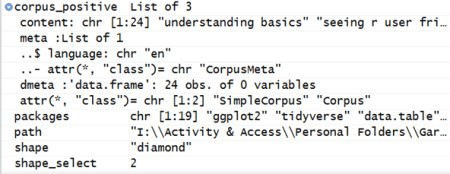 corpus_positive List of 3
content: chr [1:24] "understanding basics" "seeing r user fri…
meta :List of 1
..$ language: chr "en"
..- attr(*, "class")= chr "CorpusMeta"
dmeta :'data.frame': 24 obs. of 0 variables
attr(*, "class")= chr [1:2] "SimpleCorpus" "Corpus"
packages chr [1:19] "ggplot2" "tidyverse" "data.table"…
path "I:\\Activity & Access\\Personal Folders\\Gar…
shape "diamond"
shape_select 2